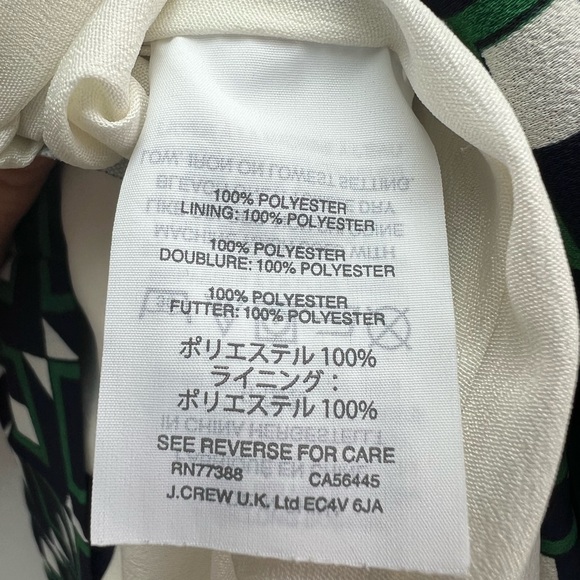 100% POLYESTER
LINING: 100% POLYESTER
100% POLYESTER
DOUBLURE: 100% POLYESTER
100% POLYESTER
FUTTER: 100% POLYESTER
ポリエステル 100%
ライニング :
ポリエステル 100%
SEE REVERSE FOR CARE
RN77388 CA56445
J.CREW U.K. Ltd EC4V 6JA